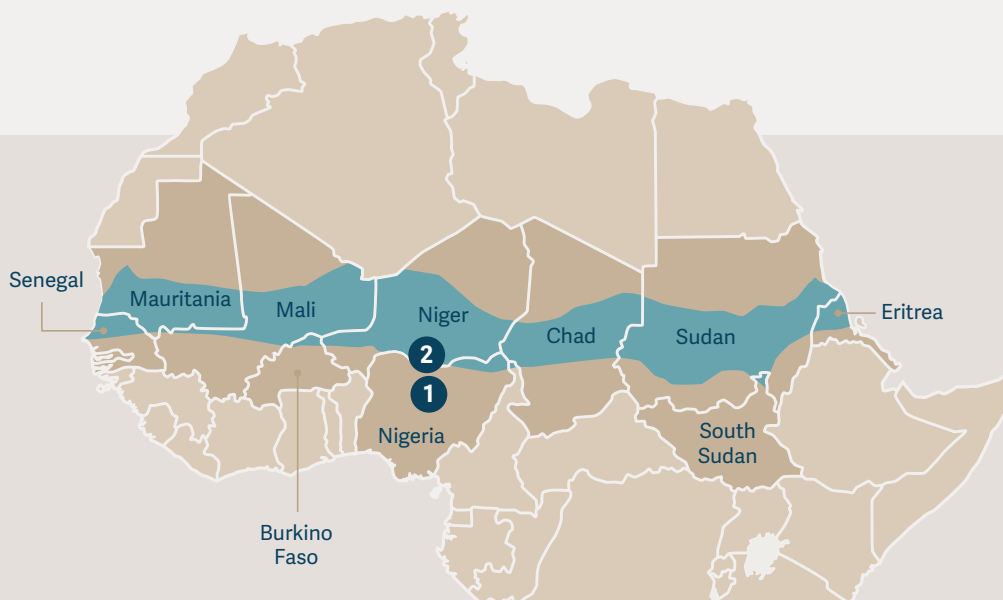 Senegal
Mauritania
Mali
Niger
Chad
Sudan
Eritrea
2
1
Nigeria
South
Sudan
Burkino
Faso